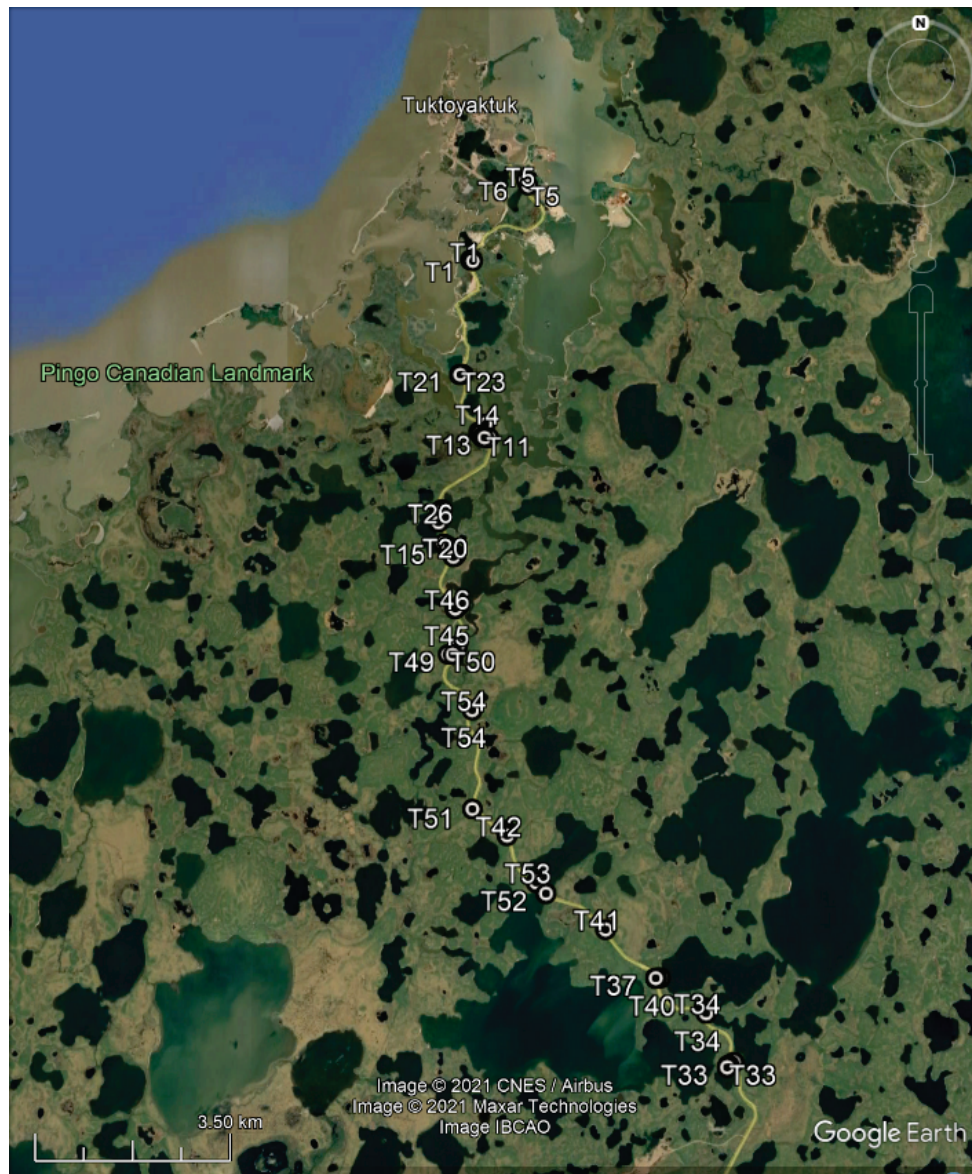 N
Tuktoyaktuk
T5
T6
T5
T1
T1
Pingo Canadian Landmark
T21
T23
T14
T13
T11
T26
T20
T15
T46
T45
T49
T50
T54
T54
T51
T42
T53
T52
T41
T37
T40
T34
T34
T33
T33
Image © 2021 CNES / Airbus
Image © 2021 Maxar Technologies
Image IBCAO
3.50 km
Google Earth